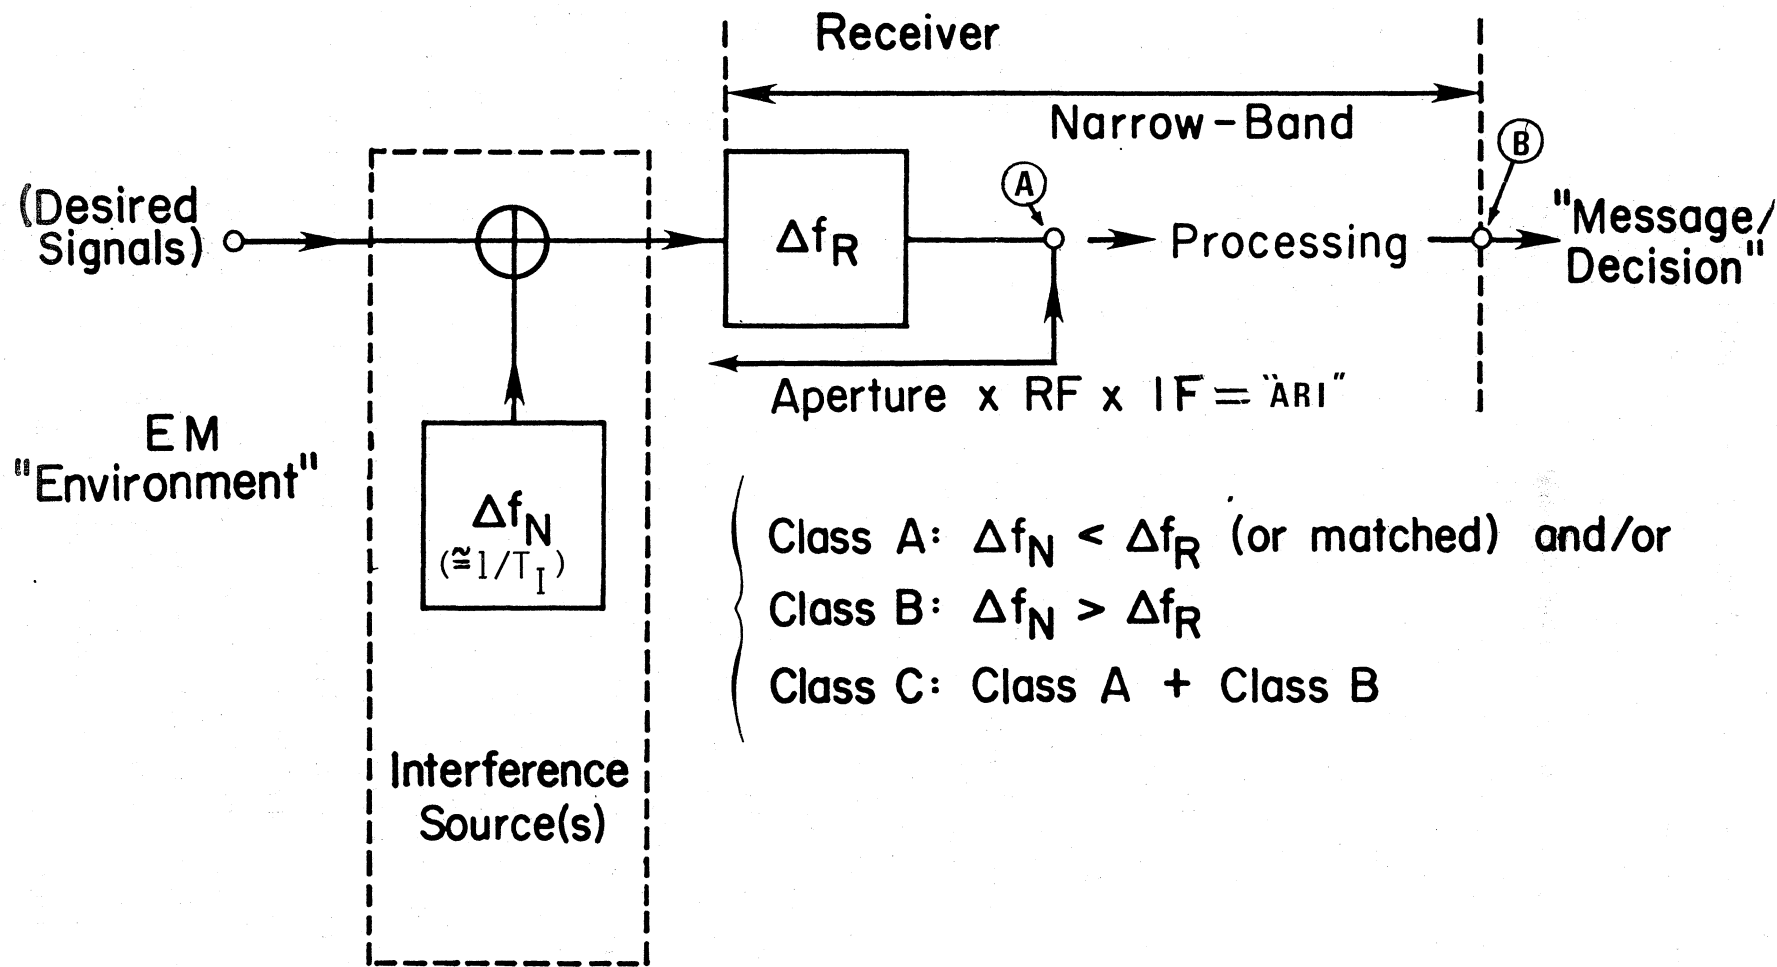 Receiver
Narrow-Band
(Desired
Signals)
Δf_R
A
Processing
B
"Message/
Decision"
Aperture x RF x IF = "ARI"
EM
"Environment"
Δf_N
(≅1/T_I)
Class A: Δf_N < Δf_R (or matched) and/or
Class B: Δf_N > Δf_R
Class C: Class A + Class B
Interference
Source(s)